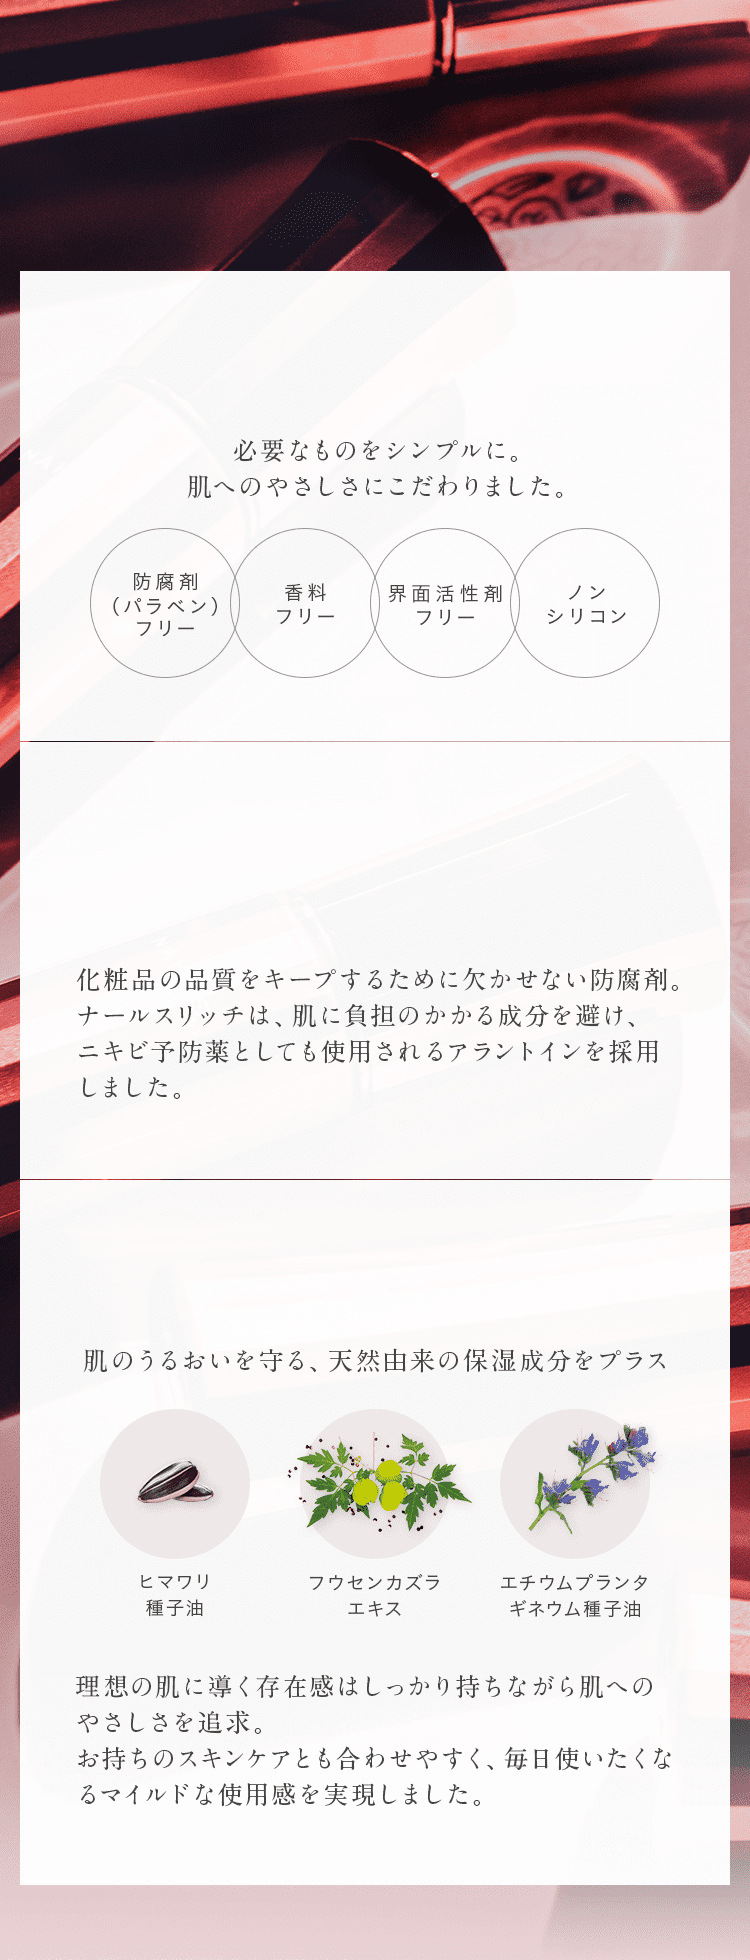 必要なものをシンプルに。
肌へのやさしさにこだわりました。
防腐剤
（パラベン）
フリー
香料
フリー
界面活性剤
フリー
ノン
シリコン
化粧品の品質をキープするために欠かせない防腐剤。
ナールスリッチは、肌に負担のかかる成分を避け、
ニキビ予防薬としても使用されるアラントインを採用
しました。
肌のうるおいを守る、天然由来の保湿成分をプラス
ヒマワリ
種子油
フウセンカズラ
エキス
エチウムプランタ
ギネウム種子油
理想の肌に導く存在感はしっかり持ちながら肌への
やさしさを追求。
お持ちのスキンケアとも合わせやすく、毎日使いたくな
るマイルドな使用感を実現しました。